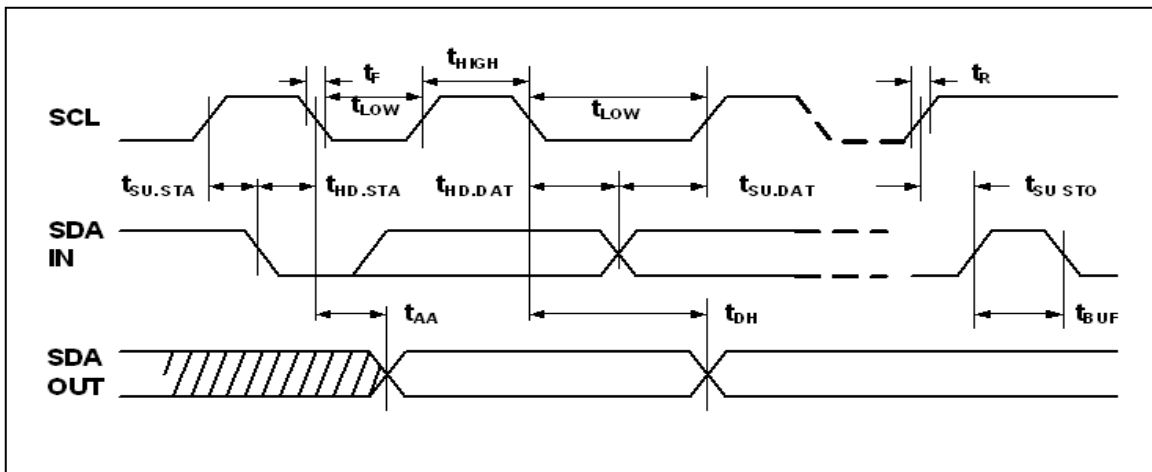 tF
tHIGH
tR
SCL
tLOW
tLOW
tSU.STA
tHD.STA
tHD.DAT
tSU.DAT
tSU STO
SDA
IN
tAA
tDH
tBUF
SDA
OUT